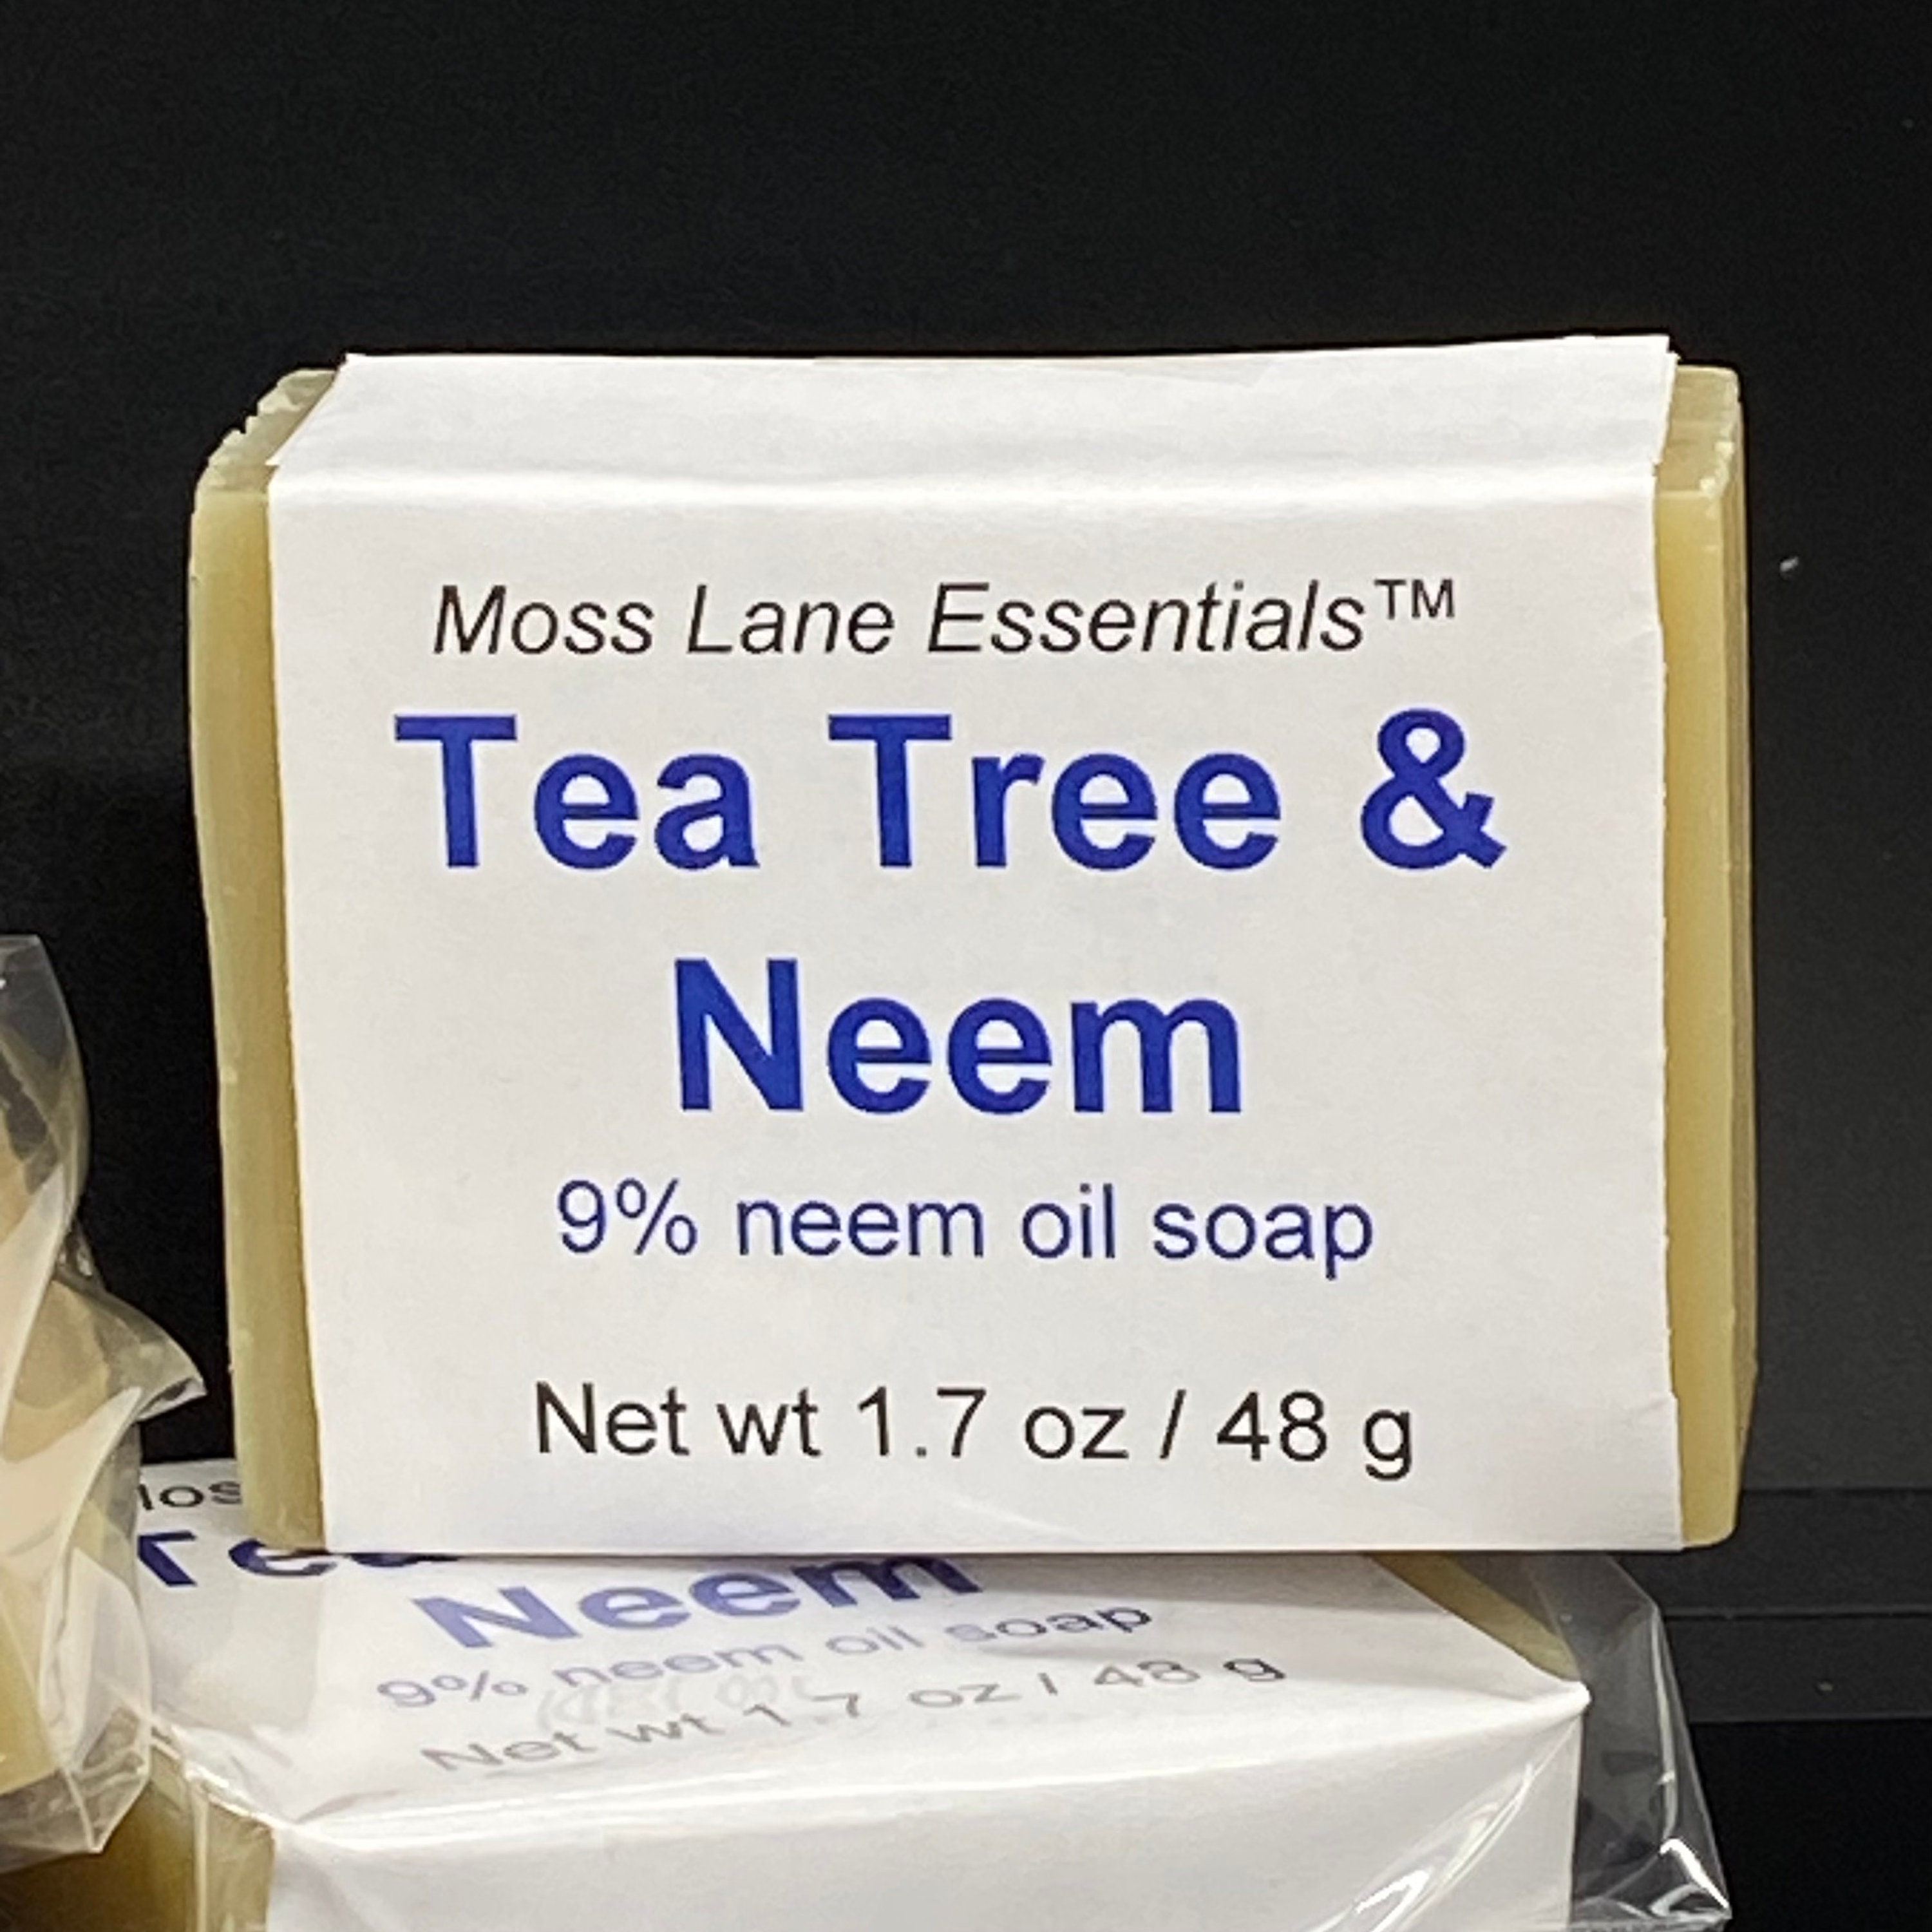 Moss Lane Essentials™
Tea Tree &
Neem
9% neem oil soap
Net wt 1.7 oz / 48 g
Neem
9% neem oil soap
Net wt 1.7 oz / 48 g